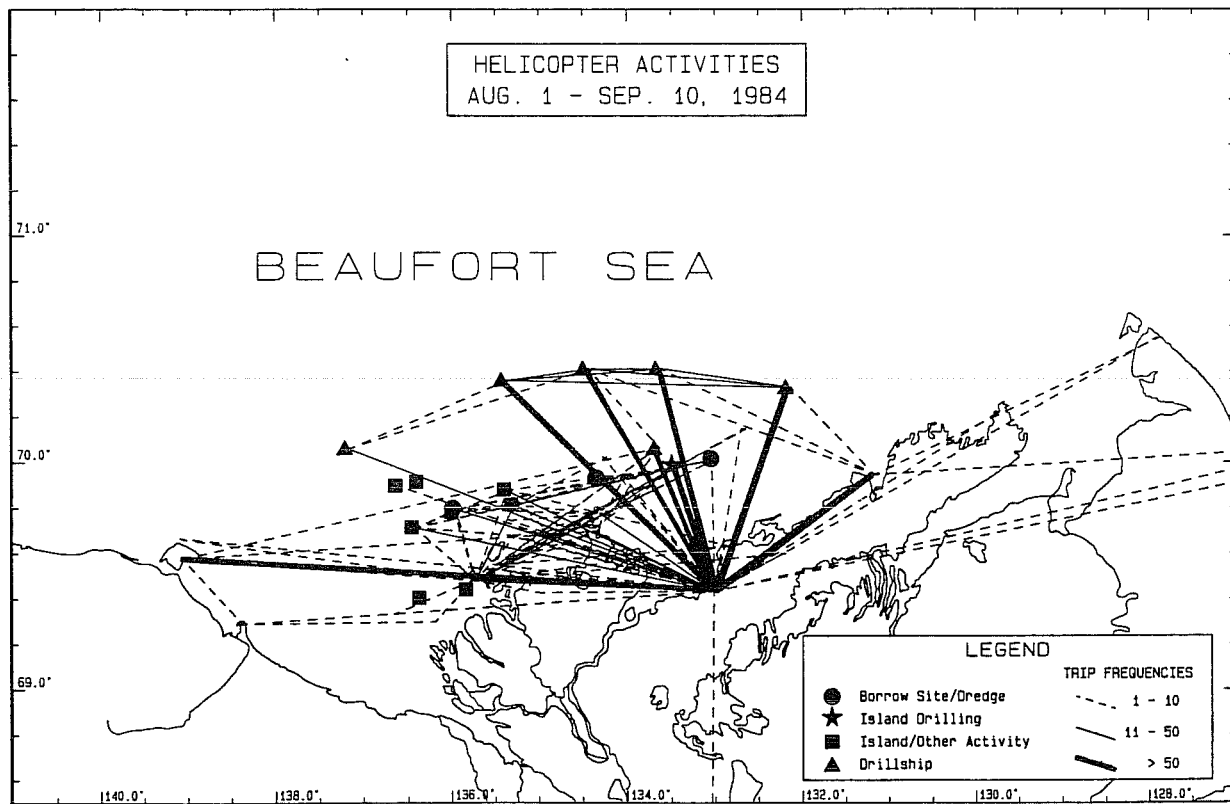 HELICOPTER ACTIVITIES
AUG. 1 - SEP. 10, 1984
71.0°
BEAUFORT SEA
70.0°
69.0°
LEGEND
TRIP FREQUENCIES
Borrow Site/Dredge
1 - 10
Island Drilling
11 - 50
Island/Other Activity
> 50
Drillship
140.0°
138.0°
136.0°
134.0°
132.0°
130.0°
128.0°